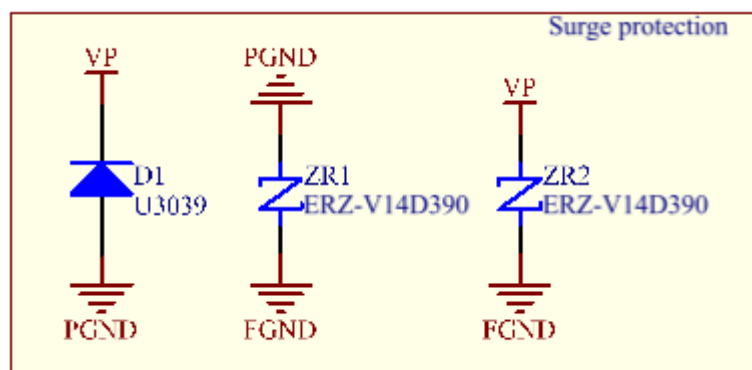 Surge protection
VP
PGND
VP
D1
U3039
ZR1
ERZ-V14D390
ZR2
ERZ-V14D390
PGND
FGND
FGND